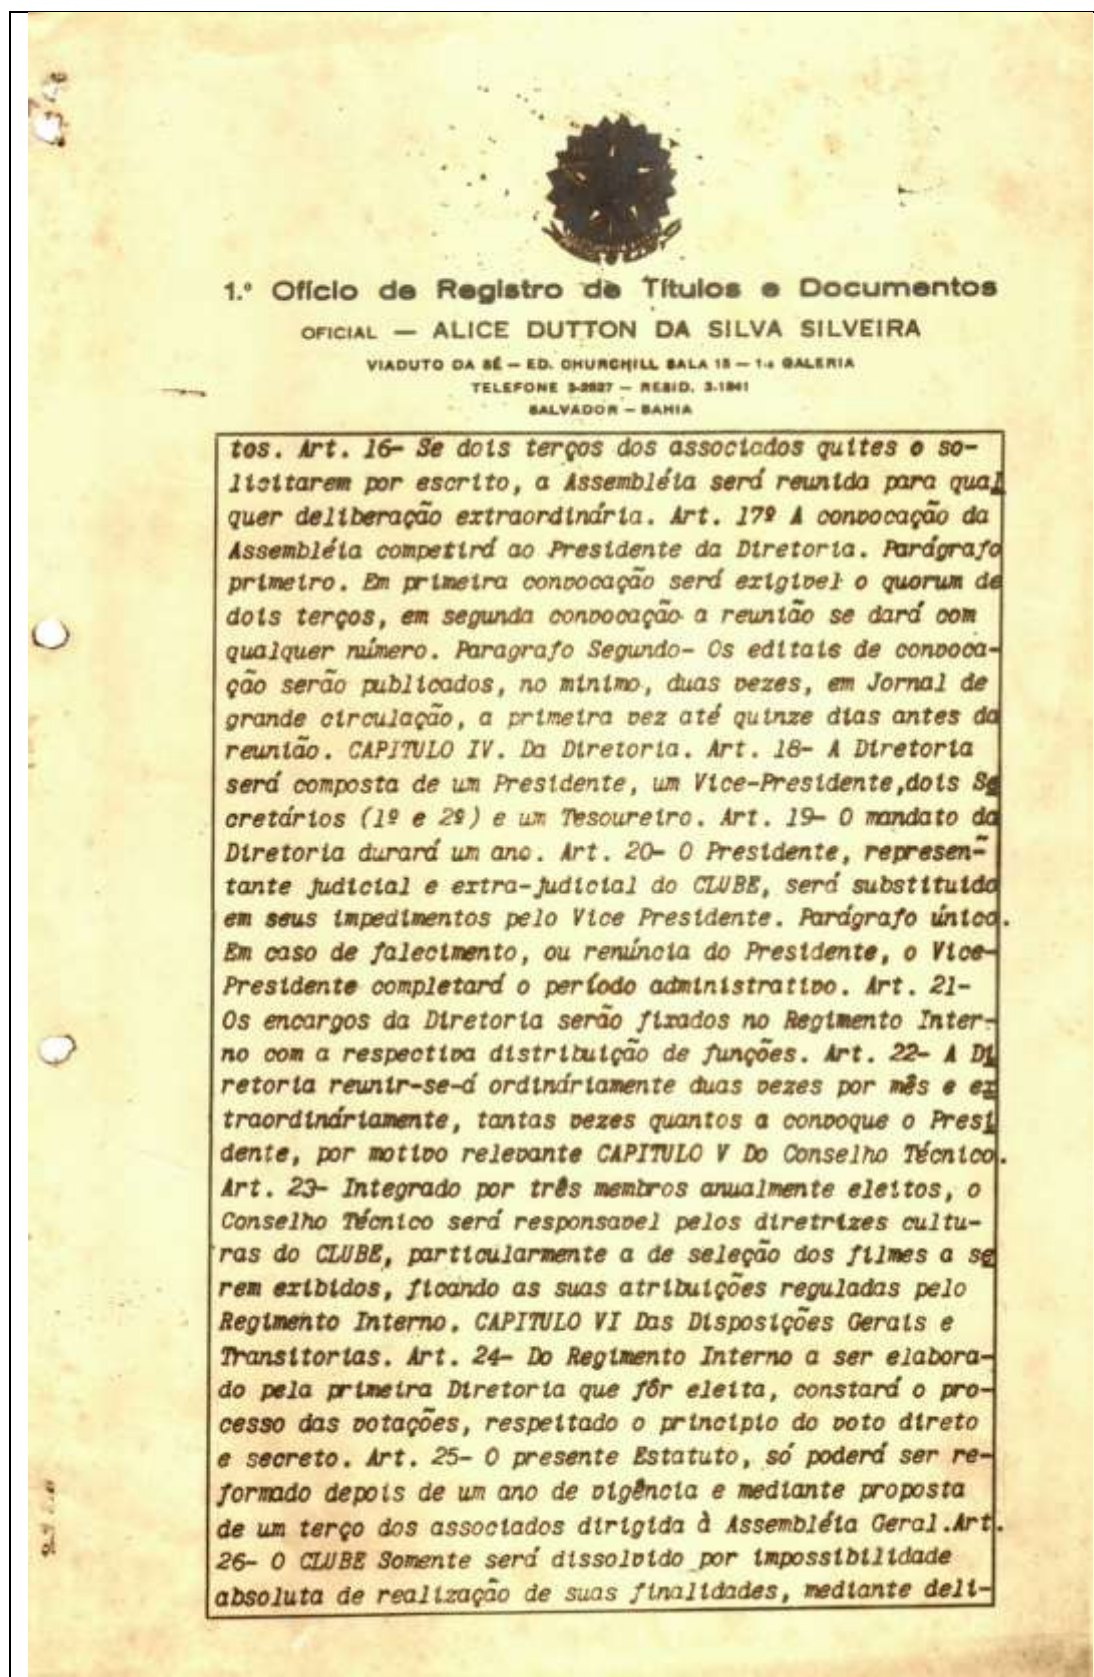 1.º Ofício de Registro de Títulos e Documentos
OFICIAL — ALICE DUTTON DA SILVA SILVEIRA
VIADUTO DA SÉ — ED. CHURCHILL SALA 15 — 1.a GALERIA
TELEFONE 3-2627 — RESID. 3.1941
SALVADOR — BAHIA
tos. Art. 16- Se dois terços dos associados quites o so-
licitarem por escrito, a Assembléia será reunida para qual
quer deliberação extraordinária. Art. 17º A convocação da
Assembléia competirá ao Presidente da Diretoria. Parágrafo
primeiro. Em primeira convocação será exigivel o quorum de
dois terços, em segunda convocação a reunião se dará com
qualquer número. Paragrafo Segundo- Os editais de convoca-
ção serão publicados, no minimo, duas vezes, em Jornal de
grande circulação, a primeira vez até quinze dias antes da
reunião. CAPITULO IV. Da Diretoria. Art. 18- A Diretoria
será composta de um Presidente, um Vice-Presidente,dois Se
cretários (1º e 2º) e um Tesoureiro. Art. 19- O mandato da
Diretoria durará um ano. Art. 20- O Presidente, represen-
tante judicial e extra-judicial do CLUBE, será substituido
em seus impedimentos pelo Vice Presidente. Parágrafo único.
Em caso de falecimento, ou renúncia do Presidente, o Vice-
Presidente completará o período administrativo. Art. 21-
Os encargos da Diretoria serão fixados no Regimento Inter-
no com a respectiva distribuição de funções. Art. 22- A Di
retoria reunir-se-á ordináriamente duas vezes por mês e ex
traordináriamente, tantas vezes quantos a convoque o Presi
dente, por motivo relevante CAPITULO V Do Conselho Técnico.
Art. 23- Integrado por três membros anualmente eleitos, o
Conselho Técnico será responsavel pelos diretrizes cultu-
ras do CLUBE, particularmente a de seleção dos filmes a se
rem exibidos, ficando as suas atribuições reguladas pelo
Regimento Interno. CAPITULO VI Das Disposições Gerais e
Transitorias. Art. 24- Do Regimento Interno a ser elabora-
do pela primeira Diretoria que fôr eleita, constará o pro-
cesso das votações, respeitado o principio do voto direto
e secreto. Art. 25- O presente Estatuto, só poderá ser re-
formado depois de um ano de vigência e mediante proposta
de um terço dos associados dirigida à Assembléia Geral.Art.
26- O CLUBE Somente será dissolvido por impossibilidade
absoluta de realização de suas finalidades, mediante deli-